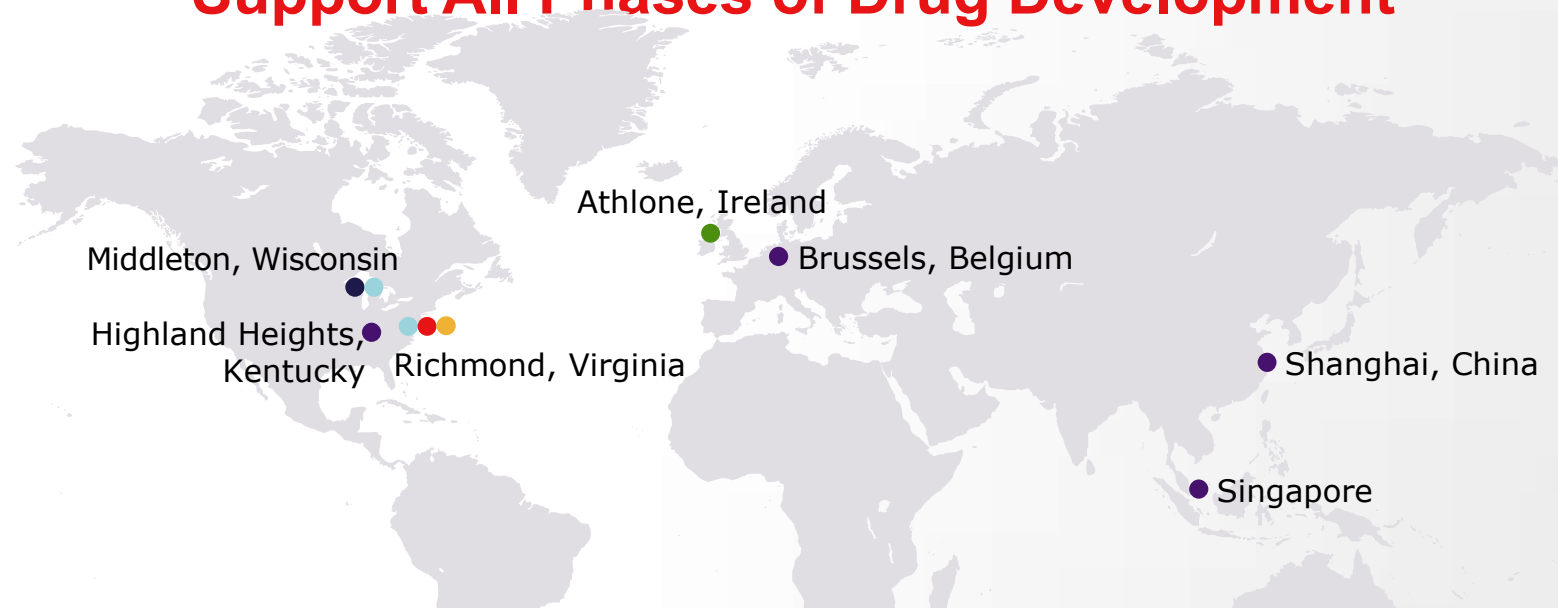 Support All Phases of Drug Development
Athlone, Ireland
Middleton, Wisconsin
Brussels, Belgium
Highland Heights,
Kentucky
Richmond, Virginia
Shanghai, China
Singapore